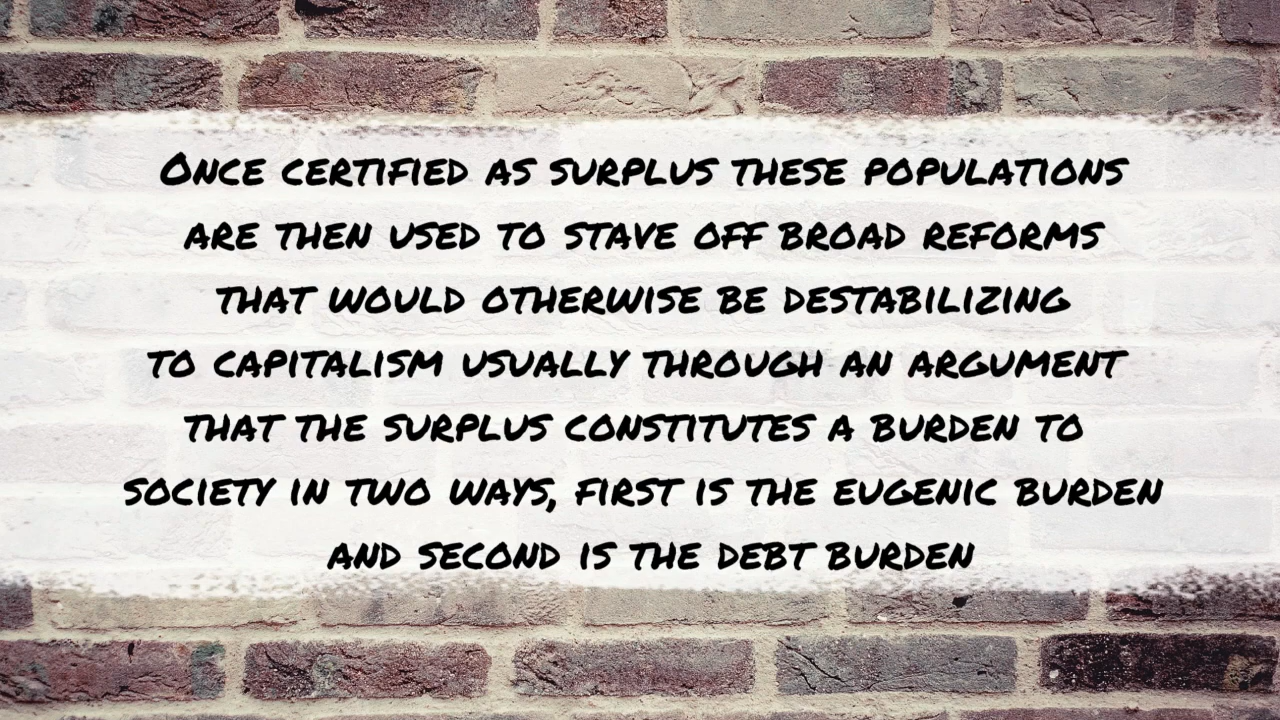 Once certified as surplus these populations
are then used to stave off broad reforms
that would otherwise be destabilizing
to capitalism usually through an argument
that the surplus constitutes a burden to
society in two ways, first is the eugenic burden
and second is the debt burden